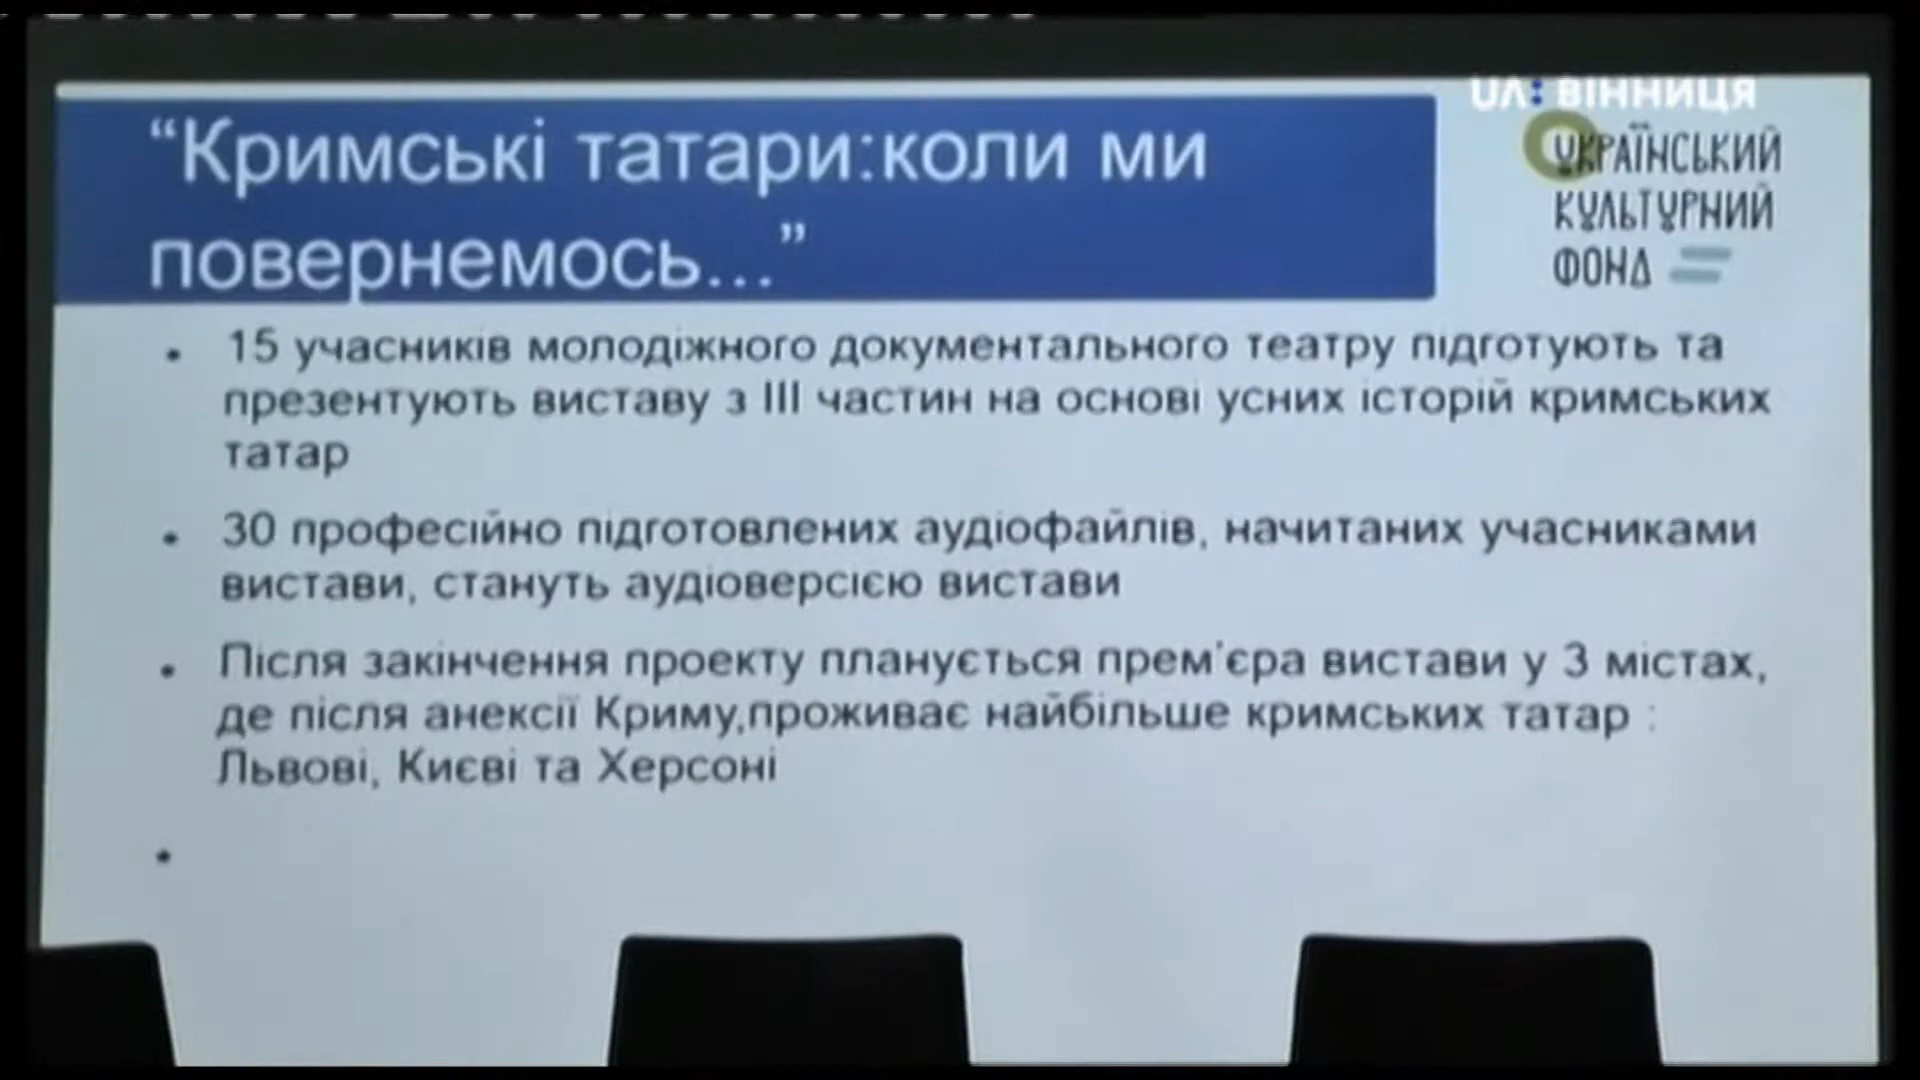 UA: ВІННИЦЯ
“Кримські татари:коли ми
повернемось...”
УКРАЇНСЬКИЙ
КУЛЬТУРНИЙ
ФОНД
• 15 учасників молодіжного документального театру підготують та
презентують виставу з III частин на основі усних історій кримських
татар
• 30 професійно підготовлених аудіофайлів, начитаних учасниками
вистави, стануть аудіоверсією вистави
• Після закінчення проекту планується прем'єра вистави у 3 містах,
де після анексії Криму,проживає найбільше кримських татар :
Львові, Києві та Херсоні
•